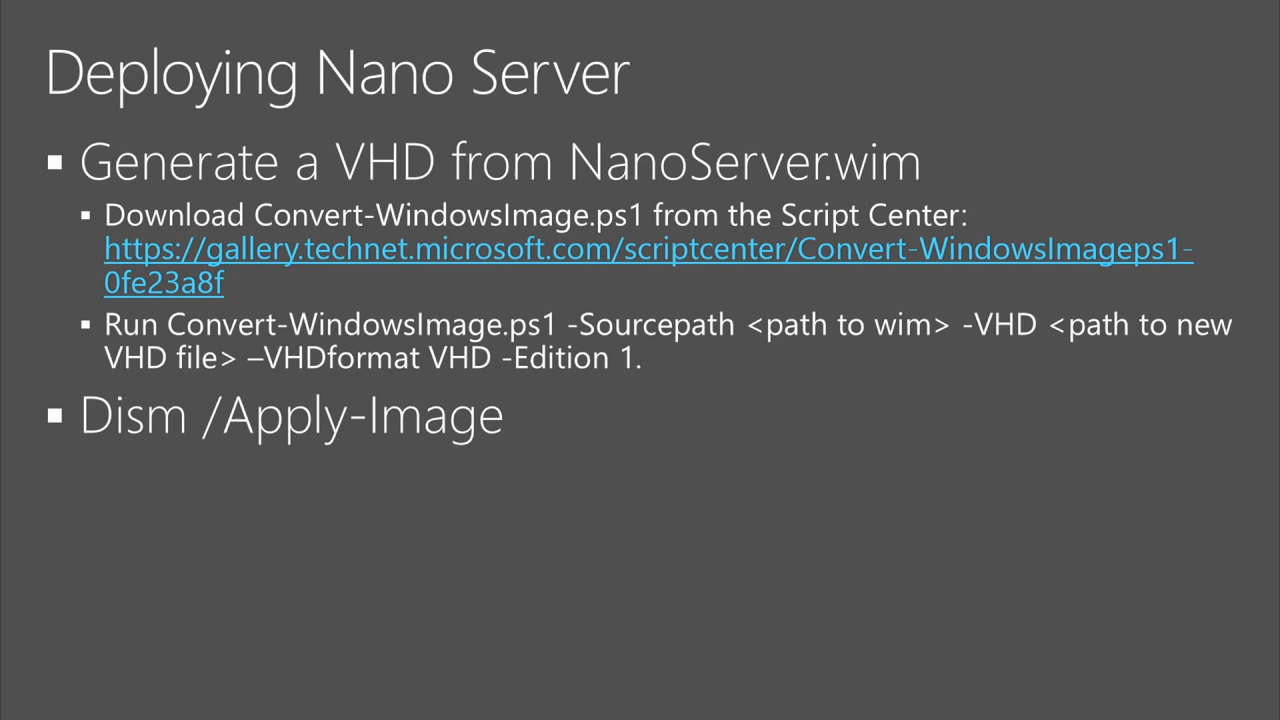 Deploying Nano Server
▪ Generate a VHD from NanoServer.wim
▪ Download Convert-WindowsImage.ps1 from the Script Center:
https://gallery.technet.microsoft.com/scriptcenter/Convert-WindowsImageps1-
0fe23a8f
▪ Run Convert-WindowsImage.ps1 -Sourcepath <path to wim> -VHD <path to new
VHD file> –VHDformat VHD -Edition 1.
▪ Dism /Apply-Image